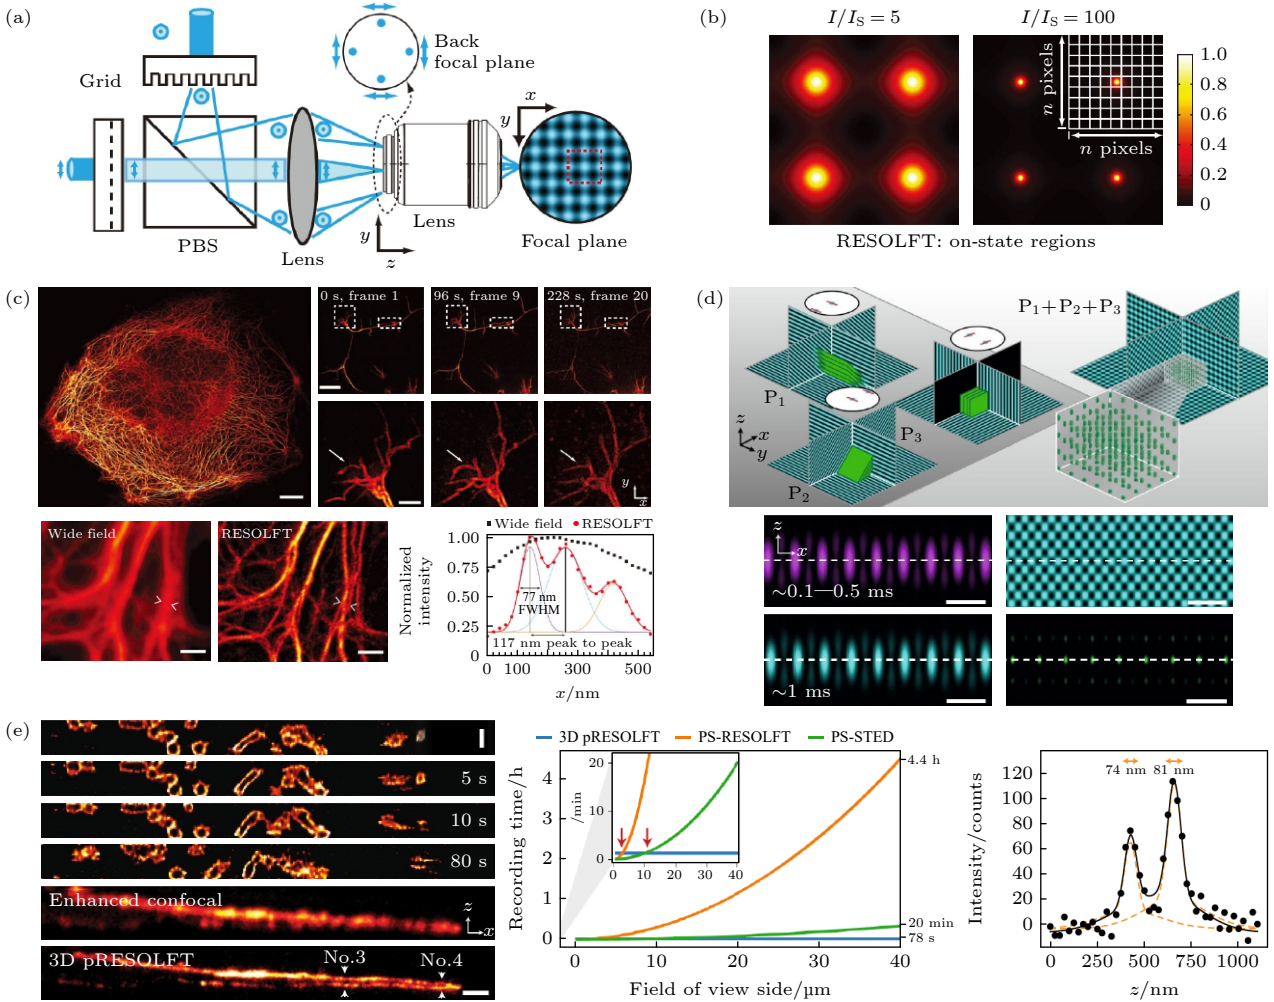 (a)
Grid
PBS
Lens
Back
focal plane
Lens
y
z
x
y
Focal plane
(b)
I/I_S = 5
I/I_S = 100
n pixels
n pixels
1.0
0.8
0.6
0.4
0.2
0
RESOLFT: on-state regions
(c)
0 s, frame 1
96 s, frame 9
228 s, frame 20
y
x
Wide field
RESOLFT
Wide field
RESOLFT
Normalized
intensity
1.00
0.75
0.50
0.25
0
77 nm
FWHM
117 nm peak to peak
0
120
240
360
480
x/nm
(d)
P1
P2
P3
P1+P2+P3
z
x
y
z
x
~0.1—0.5 ms
~1 ms
(e)
5 s
10 s
80 s
Enhanced confocal
z
x
3D pRESOLFT
No.3
No.4
3D pRESOLFT
PS-RESOLFT
PS-STED
Recording time/h
4
3
2
1
0
/min
20
10
0
0
10
20
30
40
4.4 h
20 min
78 s
0
10
20
30
40
Field of view side/µm
Intensity/counts
120
100
80
60
40
20
0
74 nm
81 nm
0
250
500
750
1000
z/nm